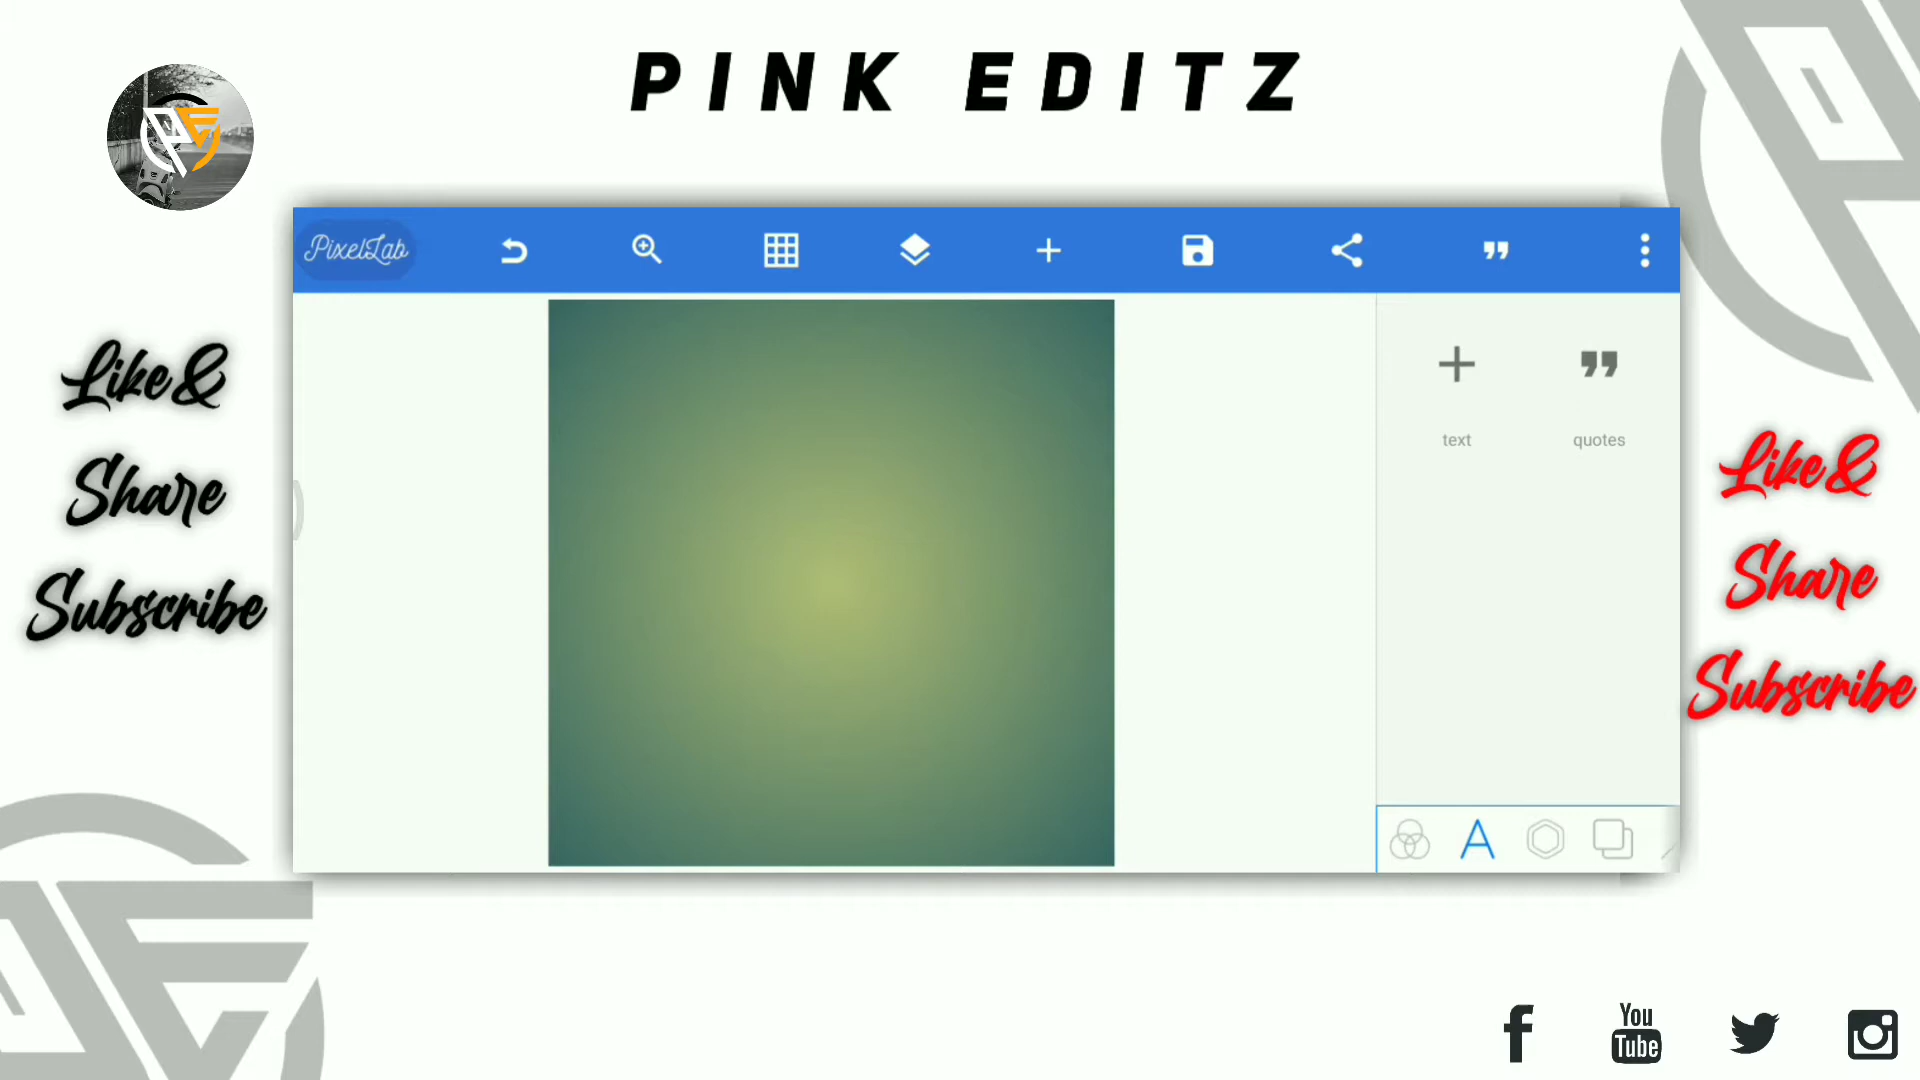 PINK EDITZ
PixelLab
text
quotes
Like&
Share
Subscribe
Like&
Share
Subscribe
You
Tube